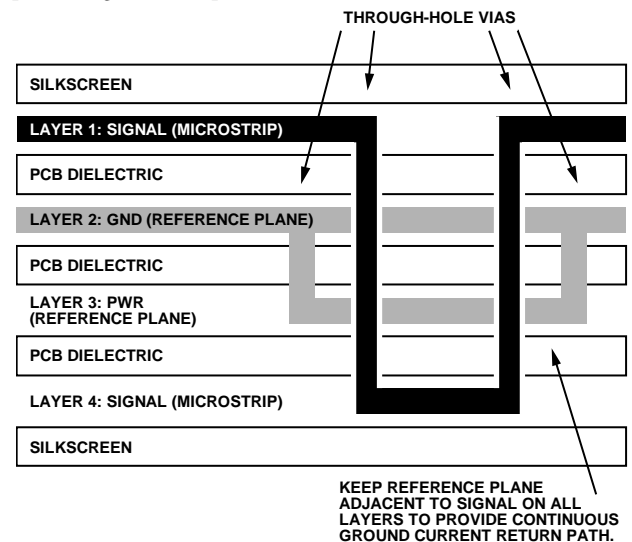 THROUGH-HOLE VIAS
SILKSCREEN
LAYER 1: SIGNAL (MICROSTRIP)
PCB DIELECTRIC
LAYER 2: GND (REFERENCE PLANE)
PCB DIELECTRIC
LAYER 3: PWR
(REFERENCE PLANE)
PCB DIELECTRIC
LAYER 4: SIGNAL (MICROSTRIP)
SILKSCREEN
KEEP REFERENCE PLANE
ADJACENT TO SIGNAL ON ALL
LAYERS TO PROVIDE CONTINUOUS
GROUND CURRENT RETURN PATH.